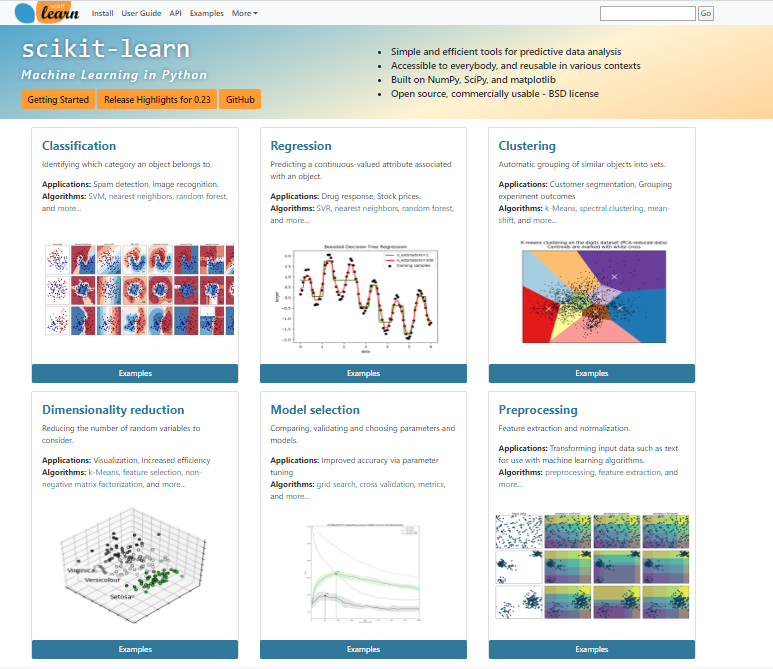 scikit
learn
Install User Guide API Examples More
Go
scikit-learn
Machine Learning in Python
Getting Started
Release Highlights for 0.23
GitHub
Simple and efficient tools for predictive data analysis
Accessible to everybody, and reusable in various contexts
Built on NumPy, SciPy, and matplotlib
Open source, commercially usable - BSD license
Classification
Identifying which category an object belongs to.
Applications: Spam detection, image recognition.
Algorithms: SVM, nearest neighbors, random forest,
and more...
Examples
Regression
Predicting a continuous-valued attribute associated
with an object.
Applications: Drug response, Stock prices.
Algorithms: SVR, nearest neighbors, random forest,
and more...
Boosted Decision Tree Regression
n_estimators=1
n_estimators=300
training samples
target
data
Examples
Clustering
Automatic grouping of similar objects into sets.
Applications: Customer segmentation, Grouping
experiment outcomes
Algorithms: k-Means, spectral clustering, mean-
shift, and more...
K-means clustering on the digits dataset (PCA-reduced data)
Centroids are marked with white cross
Examples
Dimensionality reduction
Reducing the number of random variables to
consider.
Applications: Visualization, Increased efficiency
Algorithms: k-Means, feature selection, non-
negative matrix factorization, and more...
Virginica
Versicolour
Setosa
Examples
Model selection
Comparing, validating and choosing parameters and
models.
Applications: Improved accuracy via parameter
tuning
Algorithms: grid search, cross validation, metrics,
and more...
Examples
Preprocessing
Feature extraction and normalization.
Applications: Transforming input data such as text
for use with machine learning algorithms.
Algorithms: preprocessing, feature extraction, and
more...
Examples